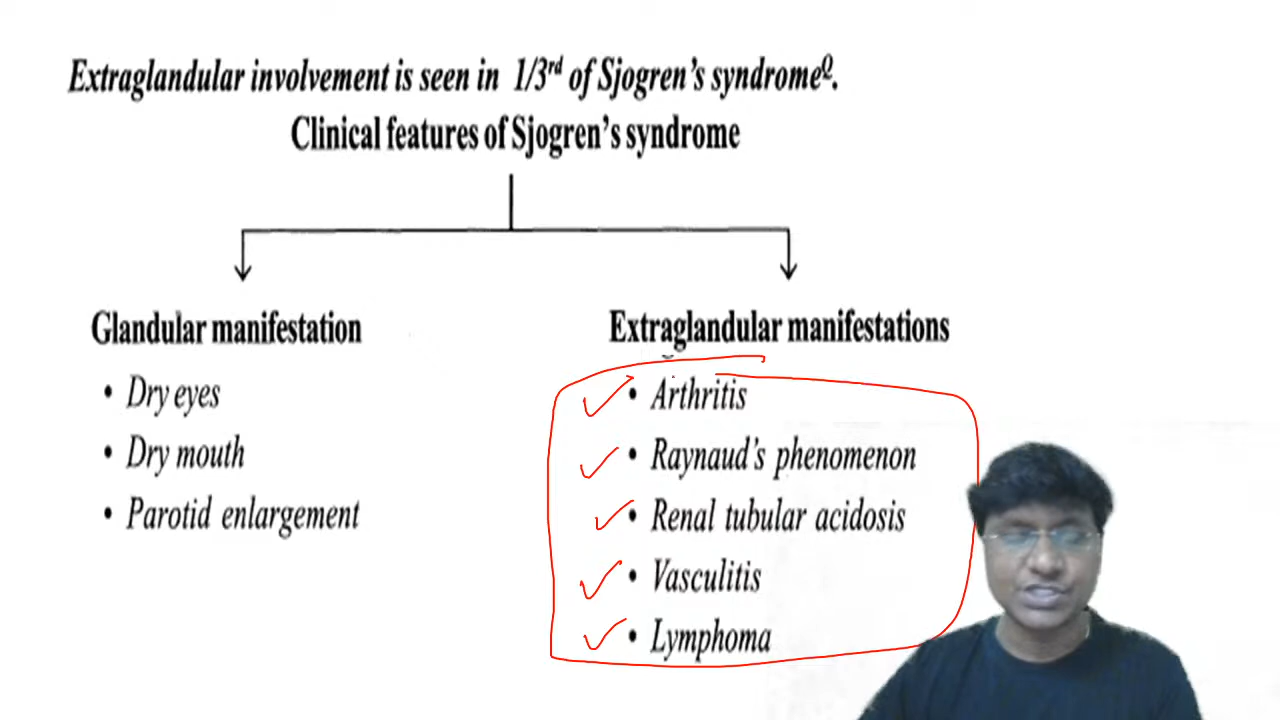 Extraglandular involvement is seen in 1/3rd of Sjogren's syndromeQ.
Clinical features of Sjogren's syndrome
Glandular manifestation
• Dry eyes
• Dry mouth
• Parotid enlargement
Extraglandular manifestations
• Arthritis
• Raynaud's phenomenon
• Renal tubular acidosis
• Vasculitis
• Lymphoma